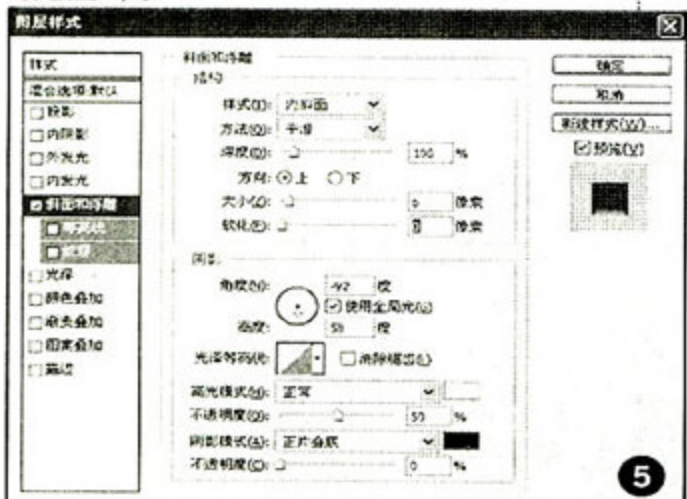 图层样式
样式
混合选项:默认
投影
内阴影
外发光
内发光
斜面和浮雕
等高线
纹理
光泽
颜色叠加
渐变叠加
图案叠加
描边
斜面和浮雕
结构
样式(T): 内斜面
方法(Q): 平滑
深度(D): %
方向: 上 下
大小(Z): 像素
软化(F): 像素
阴影
角度(N): 度
使用全局光(G)
高度: 度
光泽等高线: 消除锯齿(L)
高光模式(H): 正常
不透明度(O): 50 %
阴影模式(A): 正片叠底
不透明度(C): 0 %
确定
取消
新建样式(W)...
预览(V)
5